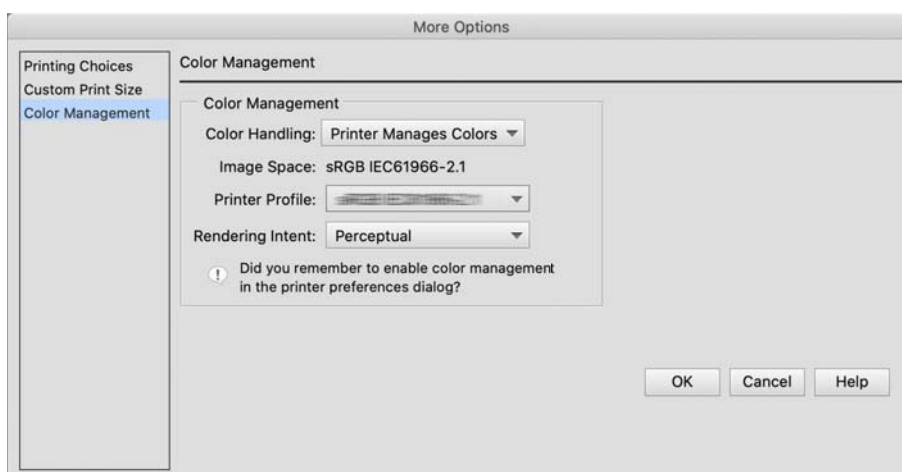 More Options
Printing Choices
Custom Print Size
Color Management
Color Management
Color Management
Color Handling: Printer Manages Colors
Image Space: sRGB IEC61966-2.1
Printer Profile:
Rendering Intent: Perceptual
Did you remember to enable color management
in the printer preferences dialog?
OK Cancel Help